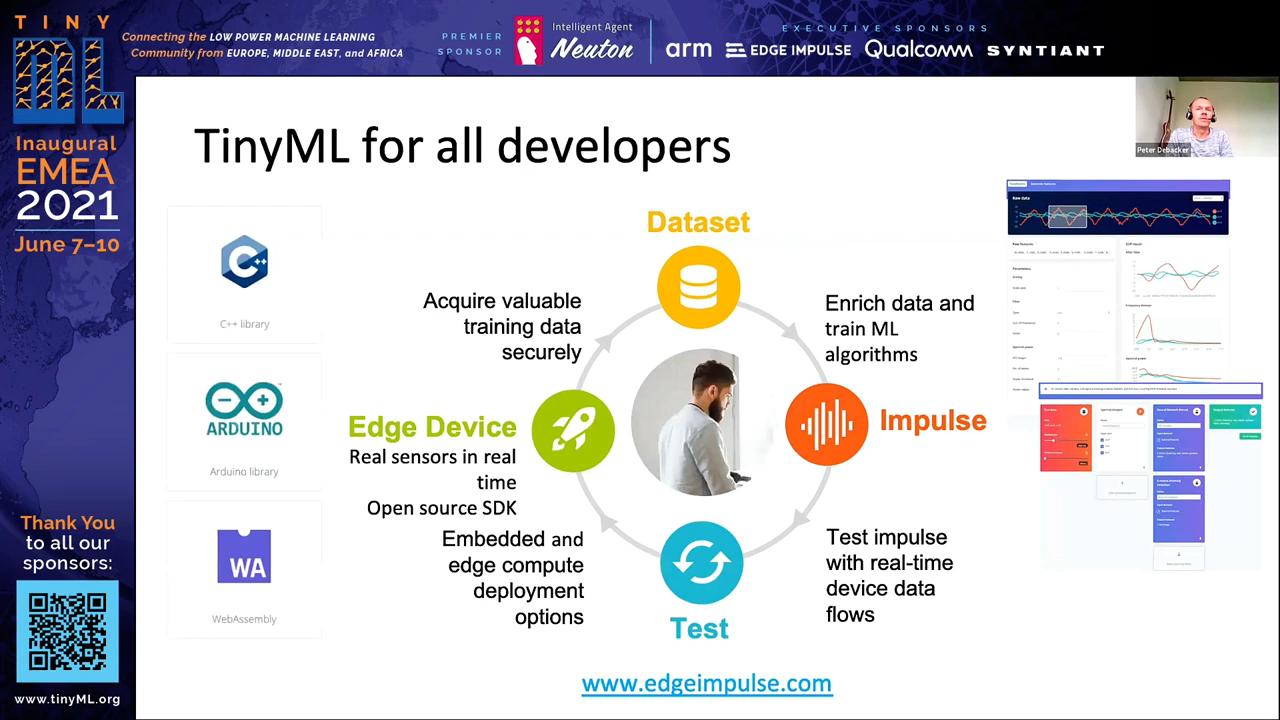 TINY
ML
Connecting the LOW POWER MACHINE LEARNING
Community from EUROPE, MIDDLE EAST, and AFRICA
PREMIER
SPONSOR
Intelligent Agent
Neuton
EXECUTIVE SPONSORS
arm
EDGE IMPULSE
Qualcomm
SYNTIANT
Inaugural
EMEA
2021
June 7–10
Thank You
to all our
sponsors:
www.tinyML.org
Peter Debacker
TinyML for all developers
C++
C++ library
ARDUINO
Arduino library
WA
WebAssembly
Dataset
Acquire valuable
training data
securely
Enrich data and
train ML
algorithms
Edge Device
Real sensors in real
time
Open source SDK
Impulse
Embedded and
edge compute
deployment
options
Test impulse
with real-time
device data
flows
Test
www.edgeimpulse.com
Raw data